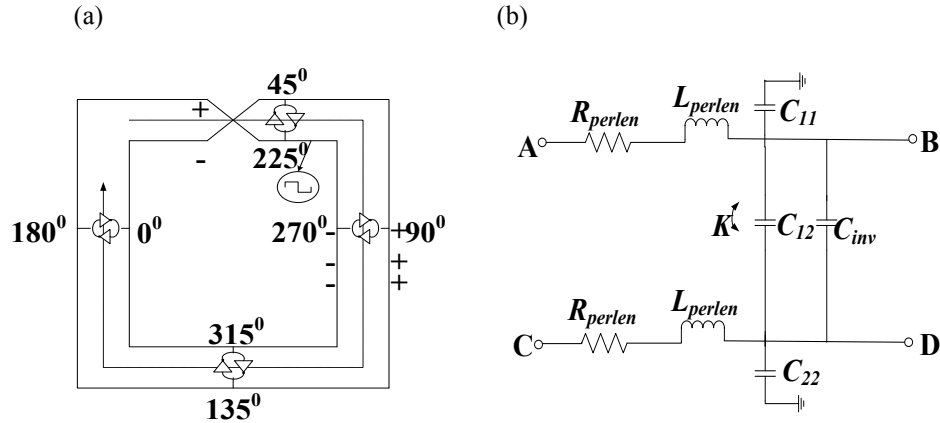 (a)
(b)
45⁰
+
-
225⁰
180⁰
0⁰
270⁰
-
+
90⁰
-
+
-
+
315⁰
135⁰
A
R_perlen
L_perlen
C_11
B
K
C_12
C_inv
C
R_perlen
L_perlen
D
C_22